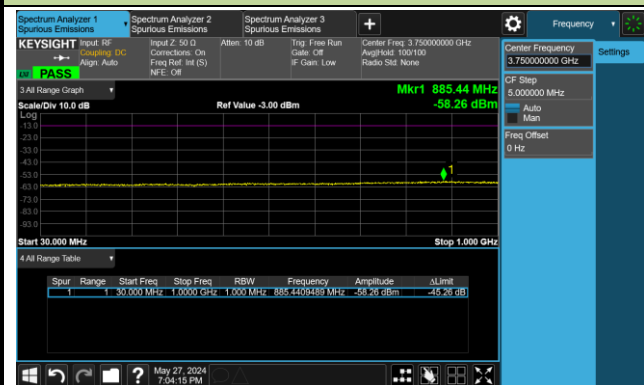 Spectrum Analyzer 1
Spurious Emissions
Spectrum Analyzer 2
Spurious Emissions
Spectrum Analyzer 3
Spurious Emissions
+
Frequency
KEYSIGHT
Input: RF
Coupling: DC
Align: Auto
Input Z: 50 Ω
Corrections: On
Freq Ref: Int (S)
NFE: Off
Atten: 10 dB
Trig: Free Run
Gate: Off
IF Gain: Low
Center Freq: 3.750000000 GHz
Avg|Hold: 100/100
Radio Std: None
LXI
PASS
3 All Range Graph
Mkr1 885.44 MHz
Scale/Div 10.0 dB
Ref Value -3.00 dBm
-58.26 dBm
Log
-13.0
-23.0
-33.0
-43.0
-53.0
-63.0
-73.0
-83.0
-93.0
1
Start 30.000 MHz
Stop 1.000 GHz
4 All Range Table
Spur Range Start Freq Stop Freq RBW Frequency Amplitude ΔLimit
1 1 30.000 MHz 1.0000 GHz 1.000 MHz 885.4409489 MHz -58.26 dBm -45.26 dB
?
May 27, 2024
7:04:15 PM
Center Frequency
3.750000000 GHz
CF Step
5.000000 MHz
Auto
Man
Freq Offset
0 Hz
Settings